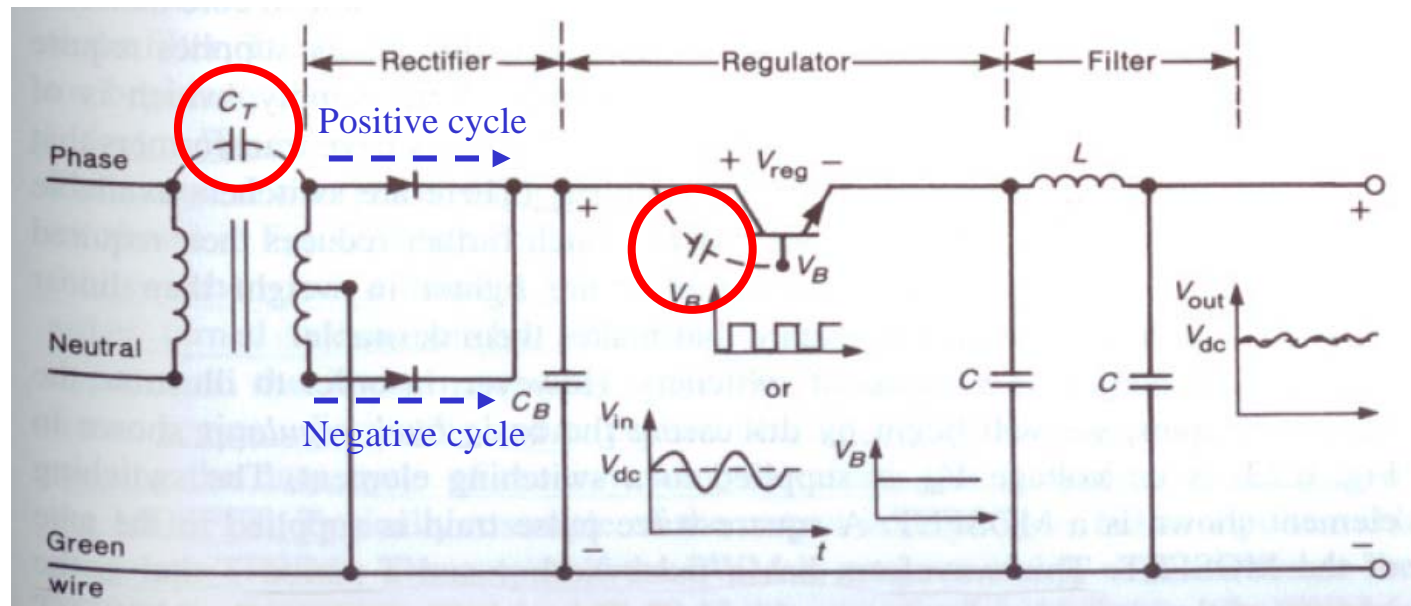 Rectifier
Regulator
Filter
C_T
Positive cycle
Phase
+ V_reg −
L
+
+
V_B
V_B
V_out
V_dc
Neutral
C_B
C
C
or
Negative cycle
V_in
V_dc
V_B
t
−
−
Green
wire